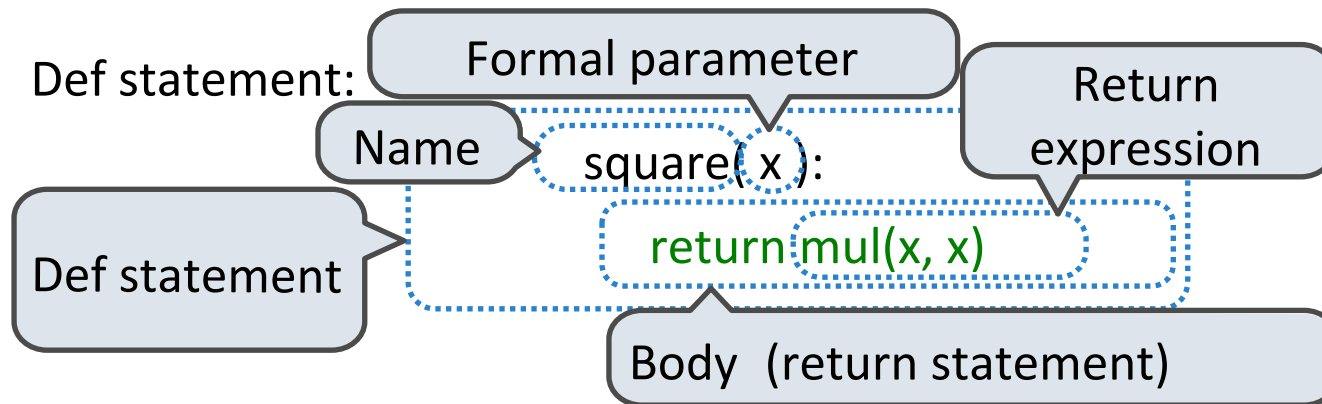 Def statement:
Formal parameter
Return
expression
Name
square( x ):
Def statement
return mul(x, x)
Body (return statement)